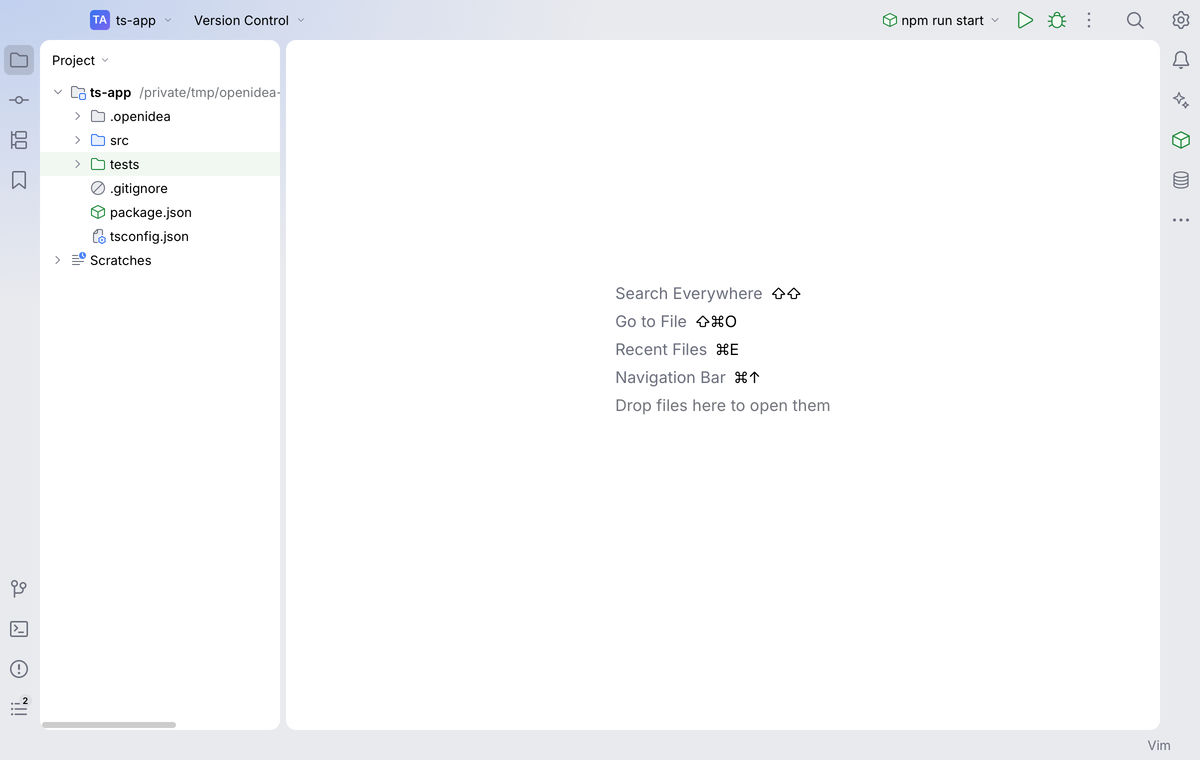 TA ts-app Version Control npm run start
Project
ts-app /private/tmp/openidea-
.openidea
src
tests
.gitignore
package.json
tsconfig.json
Scratches
Search Everywhere ⇧⇧
Go to File ⇧⌘O
Recent Files ⌘E
Navigation Bar ⌘↑
Drop files here to open them
2
Vim